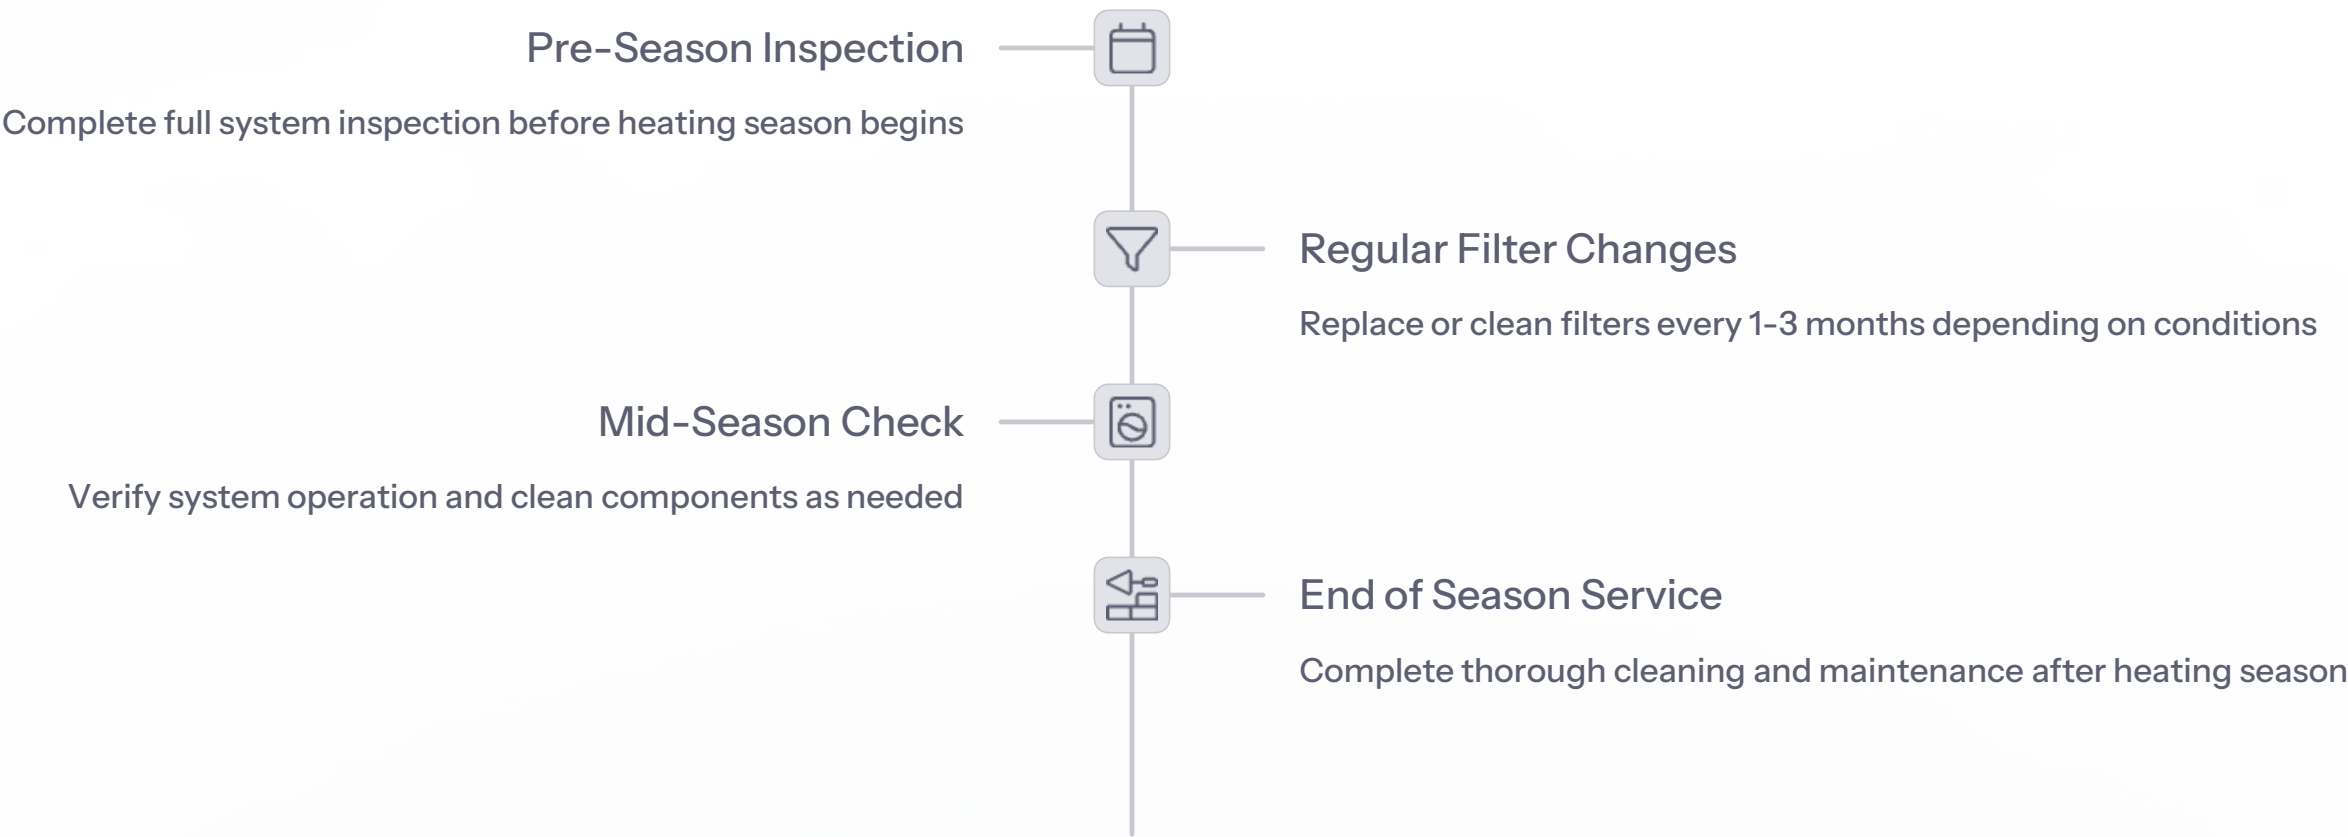 Pre-Season Inspection
Complete full system inspection before heating season begins
Regular Filter Changes
Replace or clean filters every 1-3 months depending on conditions
Mid-Season Check
Verify system operation and clean components as needed
End of Season Service
Complete thorough cleaning and maintenance after heating season